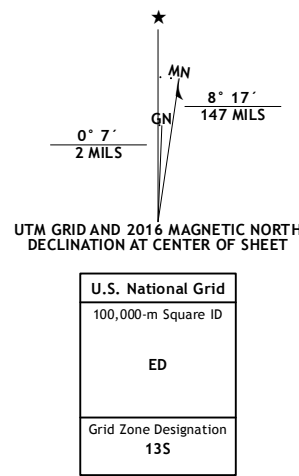 ★
MN
GN
8° 17´
147 MILS
0° 7´
2 MILS
UTM GRID AND 2016 MAGNETIC NORTH
DECLINATION AT CENTER OF SHEET
U.S. National Grid
100,000-m Square ID
ED
Grid Zone Designation
13S